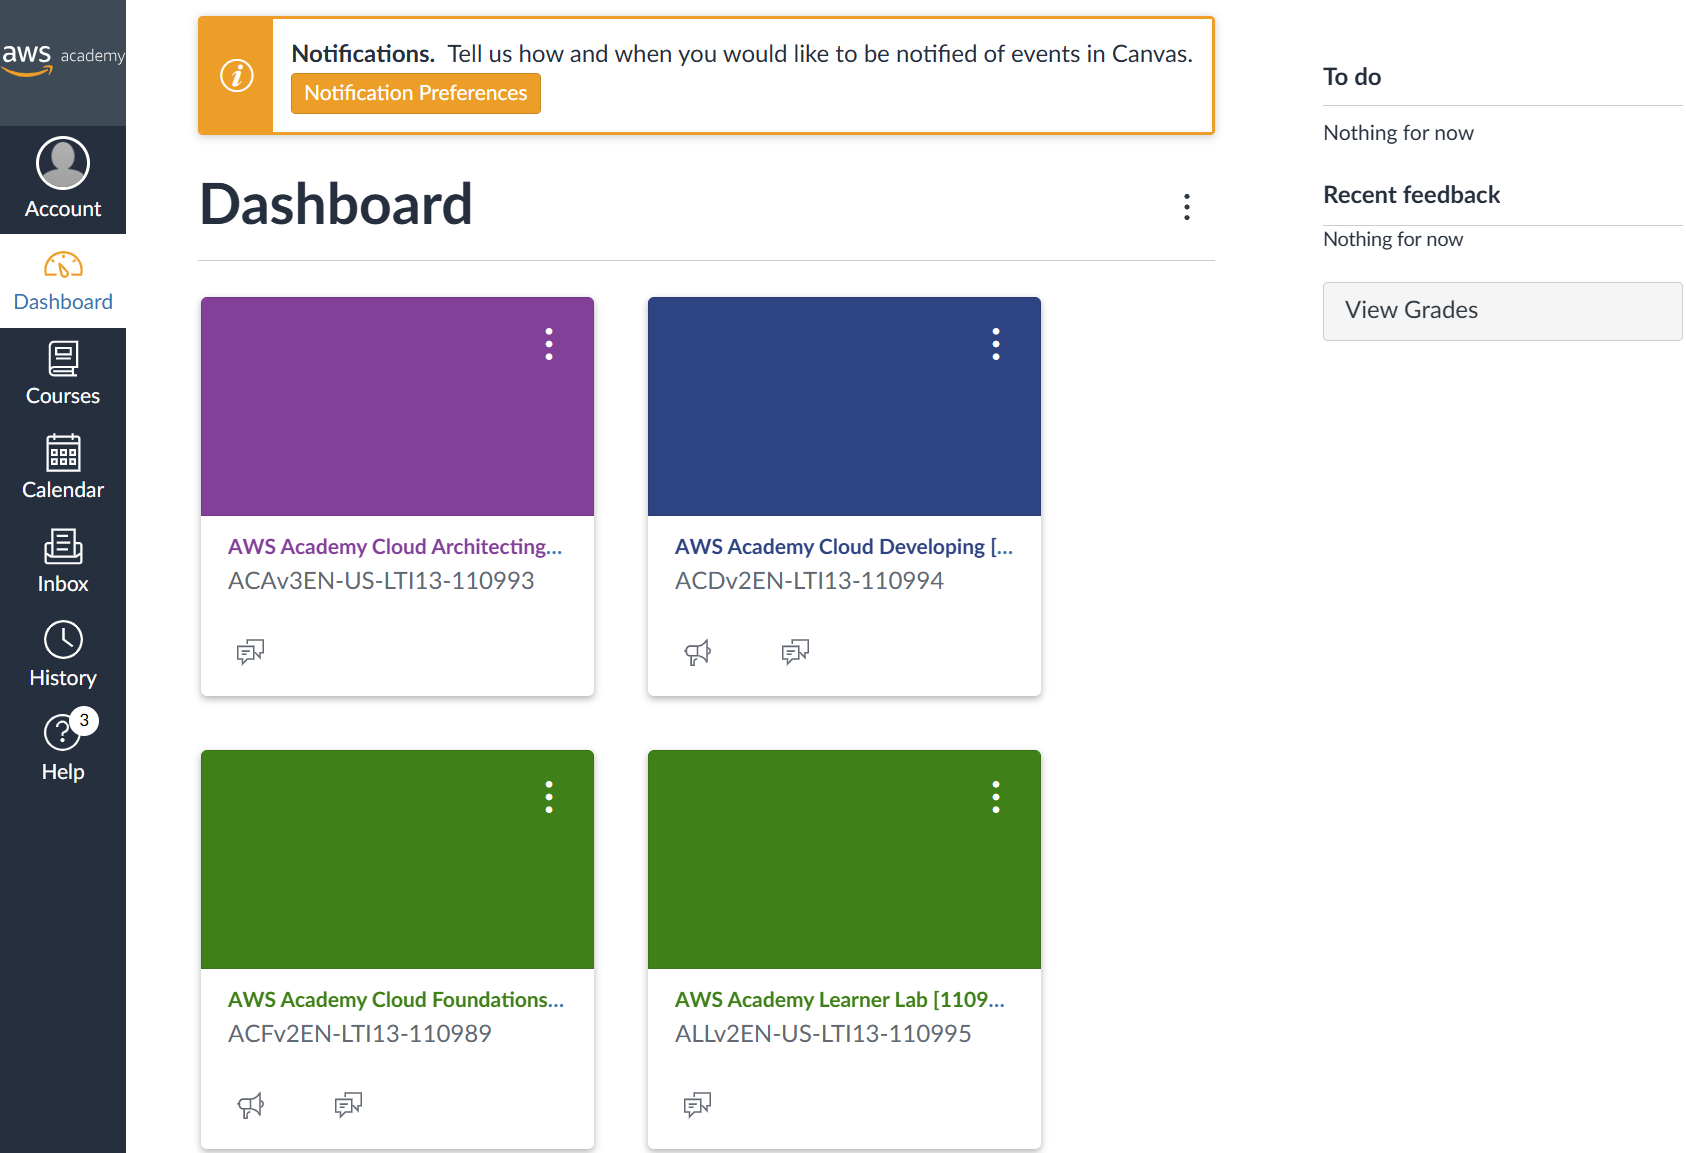 aws academy
Account
Dashboard
Courses
Calendar
Inbox
History
3
Help
Notifications. Tell us how and when you would like to be notified of events in Canvas.
Notification Preferences
Dashboard
AWS Academy Cloud Architecting...
ACAv3EN-US-LTI13-110993
AWS Academy Cloud Developing [...
ACDv2EN-LTI13-110994
AWS Academy Cloud Foundations...
ACFv2EN-LTI13-110989
AWS Academy Learner Lab [1109...
ALLv2EN-US-LTI13-110995
To do
Nothing for now
Recent feedback
Nothing for now
View Grades